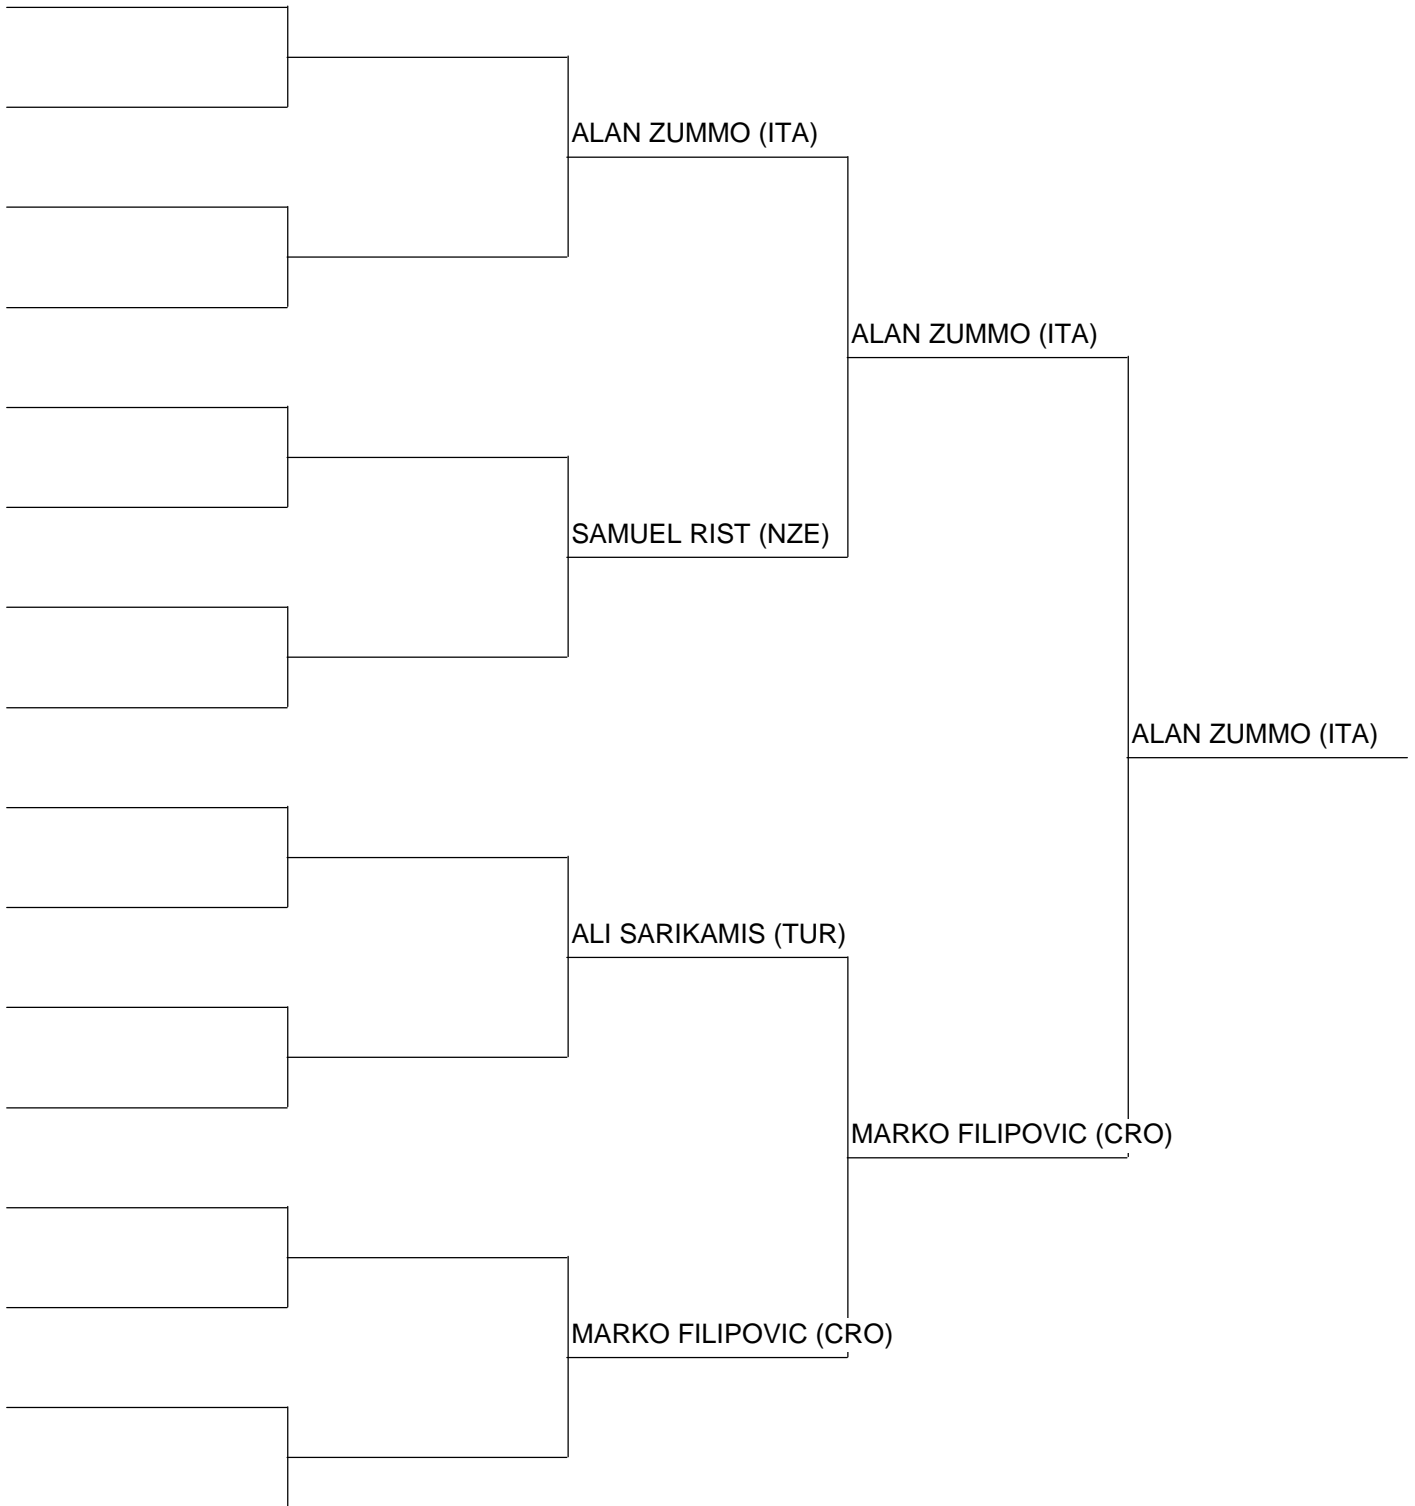 ALAN ZUMMO (ITA)
ALAN ZUMMO (ITA)
SAMUEL RIST (NZE)
ALAN ZUMMO (ITA)
ALI SARIKAMIS (TUR)
MARKO FILIPOVIC (CRO)
MARKO FILIPOVIC (CRO)